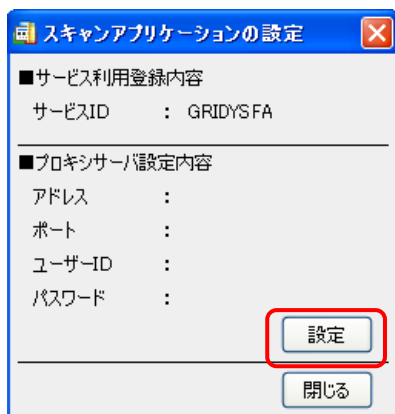 スキャンアプリケーションの設定
■サービス利用登録内容
サービスID : GRIDYSFA
■プロキシサーバ設定内容
アドレス :
ポート :
ユーザーID :
パスワード :
設定
閉じる